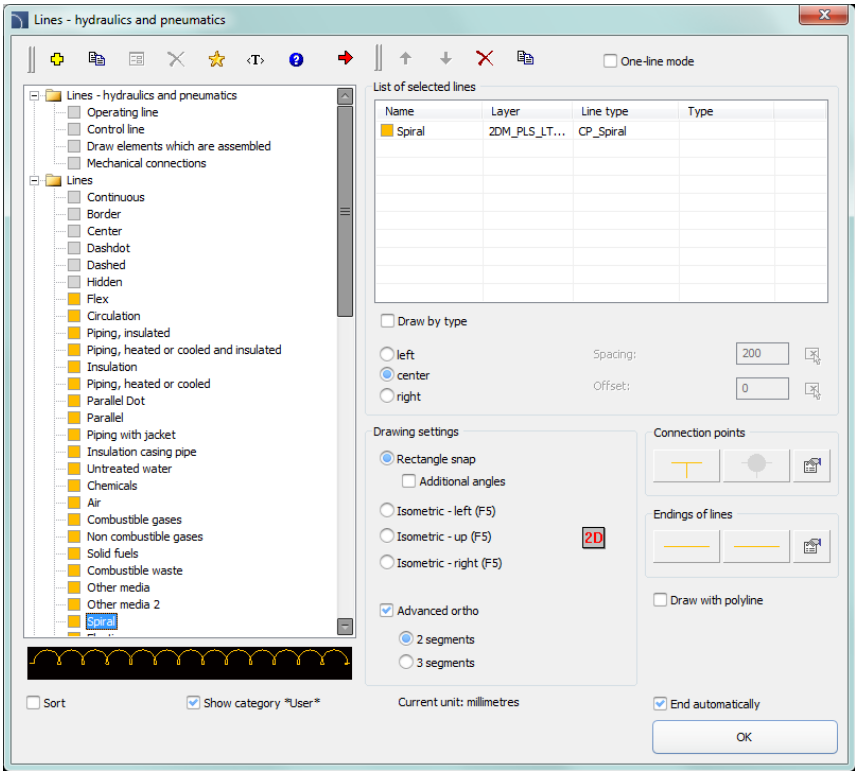 Lines - hydraulics and pneumatics
<T>
One-line mode
Lines - hydraulics and pneumatics
Operating line
Control line
Draw elements which are assembled
Mechanical connections
Lines
Continuous
Border
Center
Dashdot
Dashed
Hidden
Flex
Circulation
Piping, insulated
Piping, heated or cooled and insulated
Insulation
Piping, heated or cooled
Parallel Dot
Parallel
Piping with jacket
Insulation casing pipe
Untreated water
Chemicals
Air
Combustible gases
Non combustible gases
Solid fuels
Combustible waste
Other media
Other media 2
Spiral
Sort
Show category *User*
List of selected lines
Name Layer Line type Type
Spiral 2DM_PLS_LT... CP_Spiral
Draw by type
left
center
right
Spacing: 200
Offset: 0
Drawing settings
Rectangle snap
Additional angles
Isometric - left (F5)
Isometric - up (F5)
Isometric - right (F5)
2D
Advanced ortho
2 segments
3 segments
Current unit: millimetres
Connection points
Endings of lines
Draw with polyline
End automatically
OK